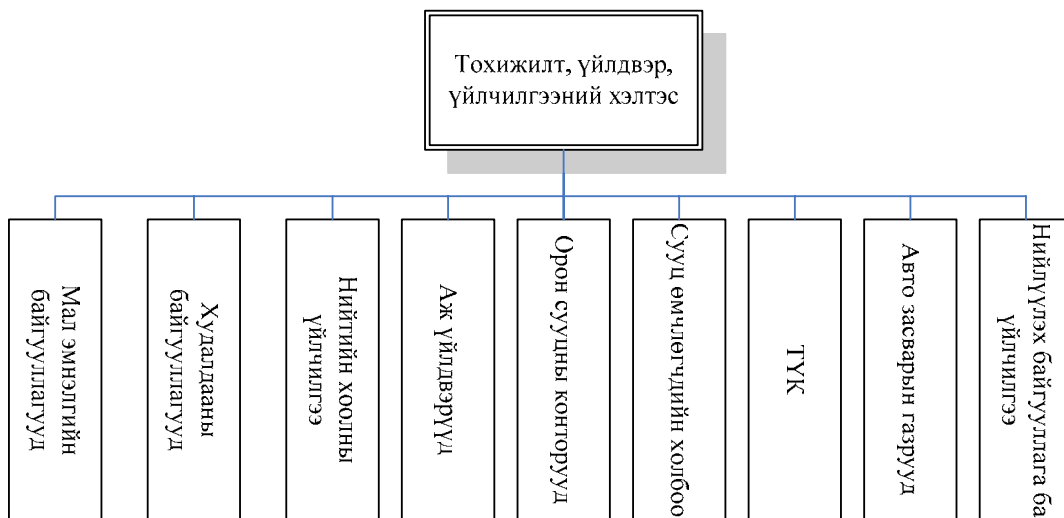 Тохижилт, үйлдвэр,
үйлчилгээний хэлтэс
Мал эмнэлгийн
байгууллагууд
Худалдааны
байгууллагууд
Нийтийн хоолны
үйлчилгээ
Аж үйлдвэрүүд
Орон сууцны конторууд
Сууц өмчлөгчдийн холбоо
ТҮК
Авто засварын газрууд
Нийлүүлэх байгууллага ба
үйлчилгээ